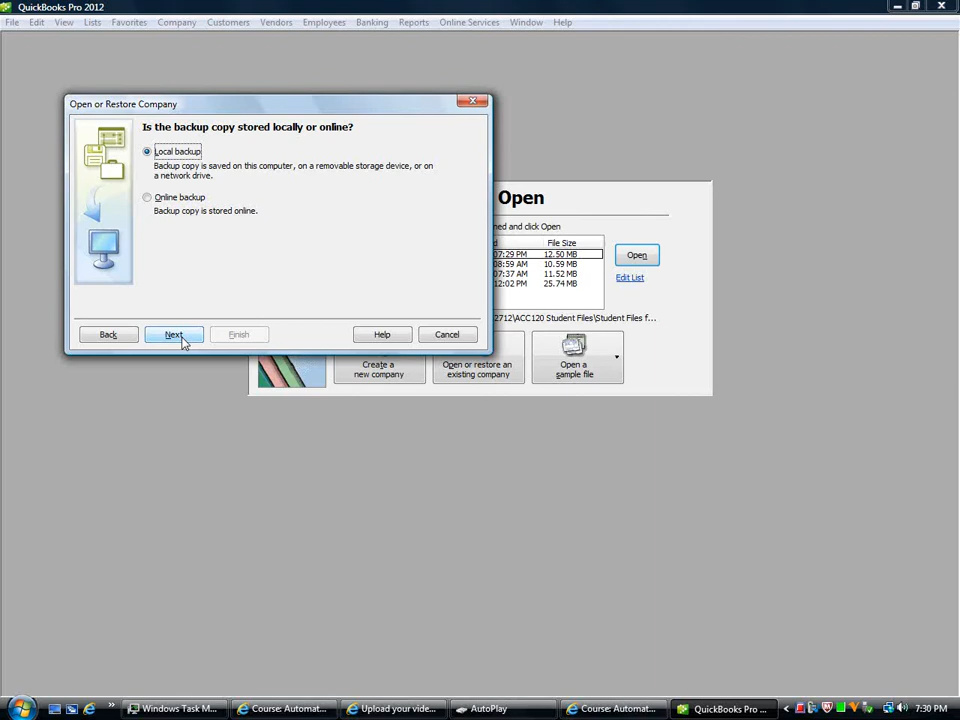 QuickBooks Pro 2012
File Edit View Lists Favorites Company Customers Vendors Employees Banking Reports Online Services Window Help
Open or Restore Company
Is the backup copy stored locally or online?
Local backup
Backup copy is saved on this computer, on a removable storage device, or on
a network drive.
Online backup
Backup copy is stored online.
Back Next Finish Help Cancel
Open
and click Open
File Size
07:29 PM 12.50 MB
08:59 AM 10.59 MB
07:37 AM 11.52 MB
12:02 PM 25.74 MB
Open
Edit List
2712\ACC120 Student Files\Student Files f...
Create a
new company
Open or restore an
existing company
Open a
sample file
Windows Task M... Course: Automat... Upload your vide... AutoPlay Course: Automat... QuickBooks Pro ... 7:30 PM